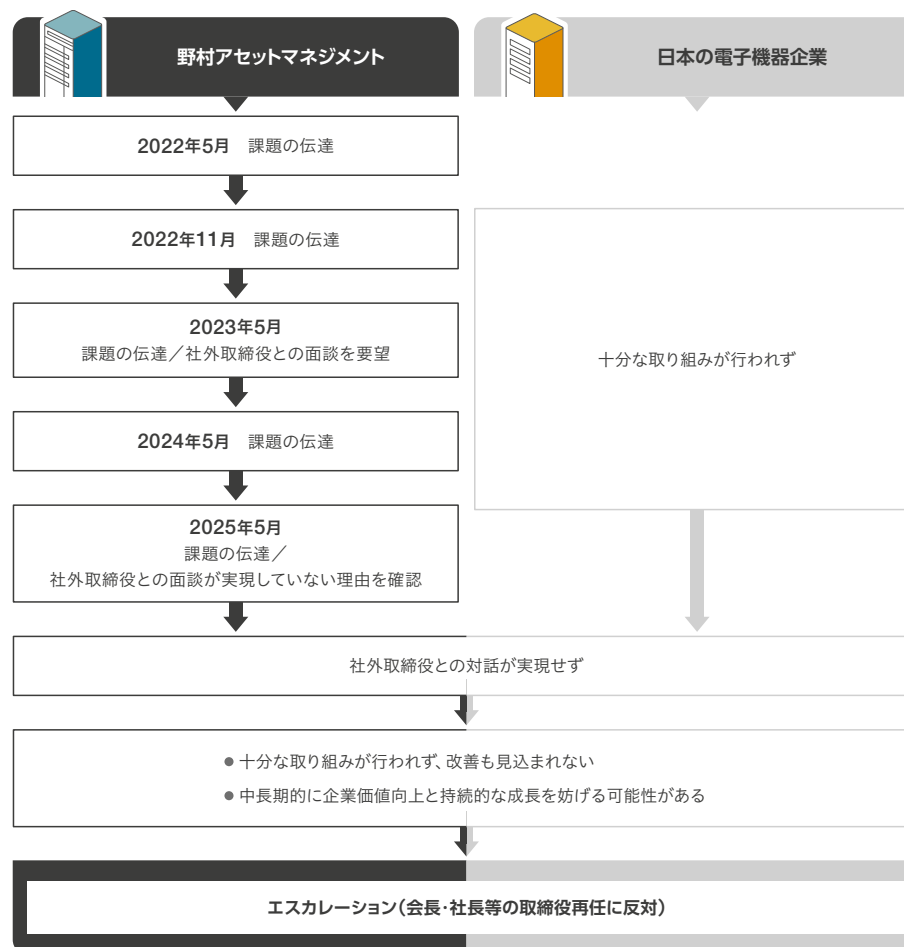 野村アセットマネジメント
日本の電子機器企業
2022年5月　課題の伝達
2022年11月　課題の伝達
2023年5月
課題の伝達／社外取締役との面談を要望
2024年5月　課題の伝達
2025年5月
課題の伝達／
社外取締役との面談が実現していない理由を確認
十分な取り組みが行われず
社外取締役との対話が実現せず
● 十分な取り組みが行われず、改善も見込まれない
● 中長期的に企業価値向上と持続的な成長を妨げる可能性がある
エスカレーション（会長・社長等の取締役再任に反対）